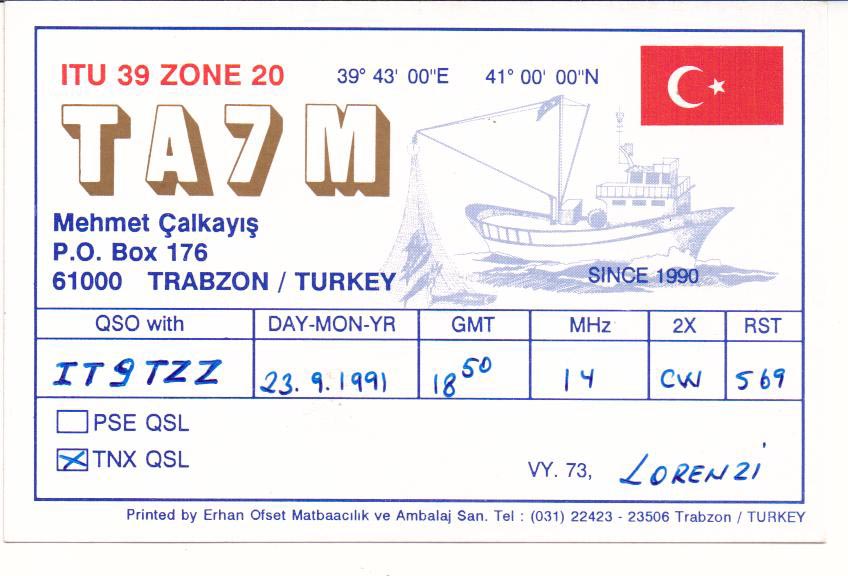 ITU 39 ZONE 20 39° 43' 00"E 41° 00' 00"N
TA7M
Mehmet Çalkayış
P.O. Box 176
61000 TRABZON / TURKEY
SINCE 1990
QSO with DAY-MON-YR GMT MHz 2X RST
IT9TZZ 23.9.1991 18 50 14 CW 569
PSE QSL
TNX QSL
VY. 73, LORENZI
Printed by Erhan Ofset Matbaacılık ve Ambalaj San. Tel : (031) 22423 - 23506 Trabzon / TURKEY